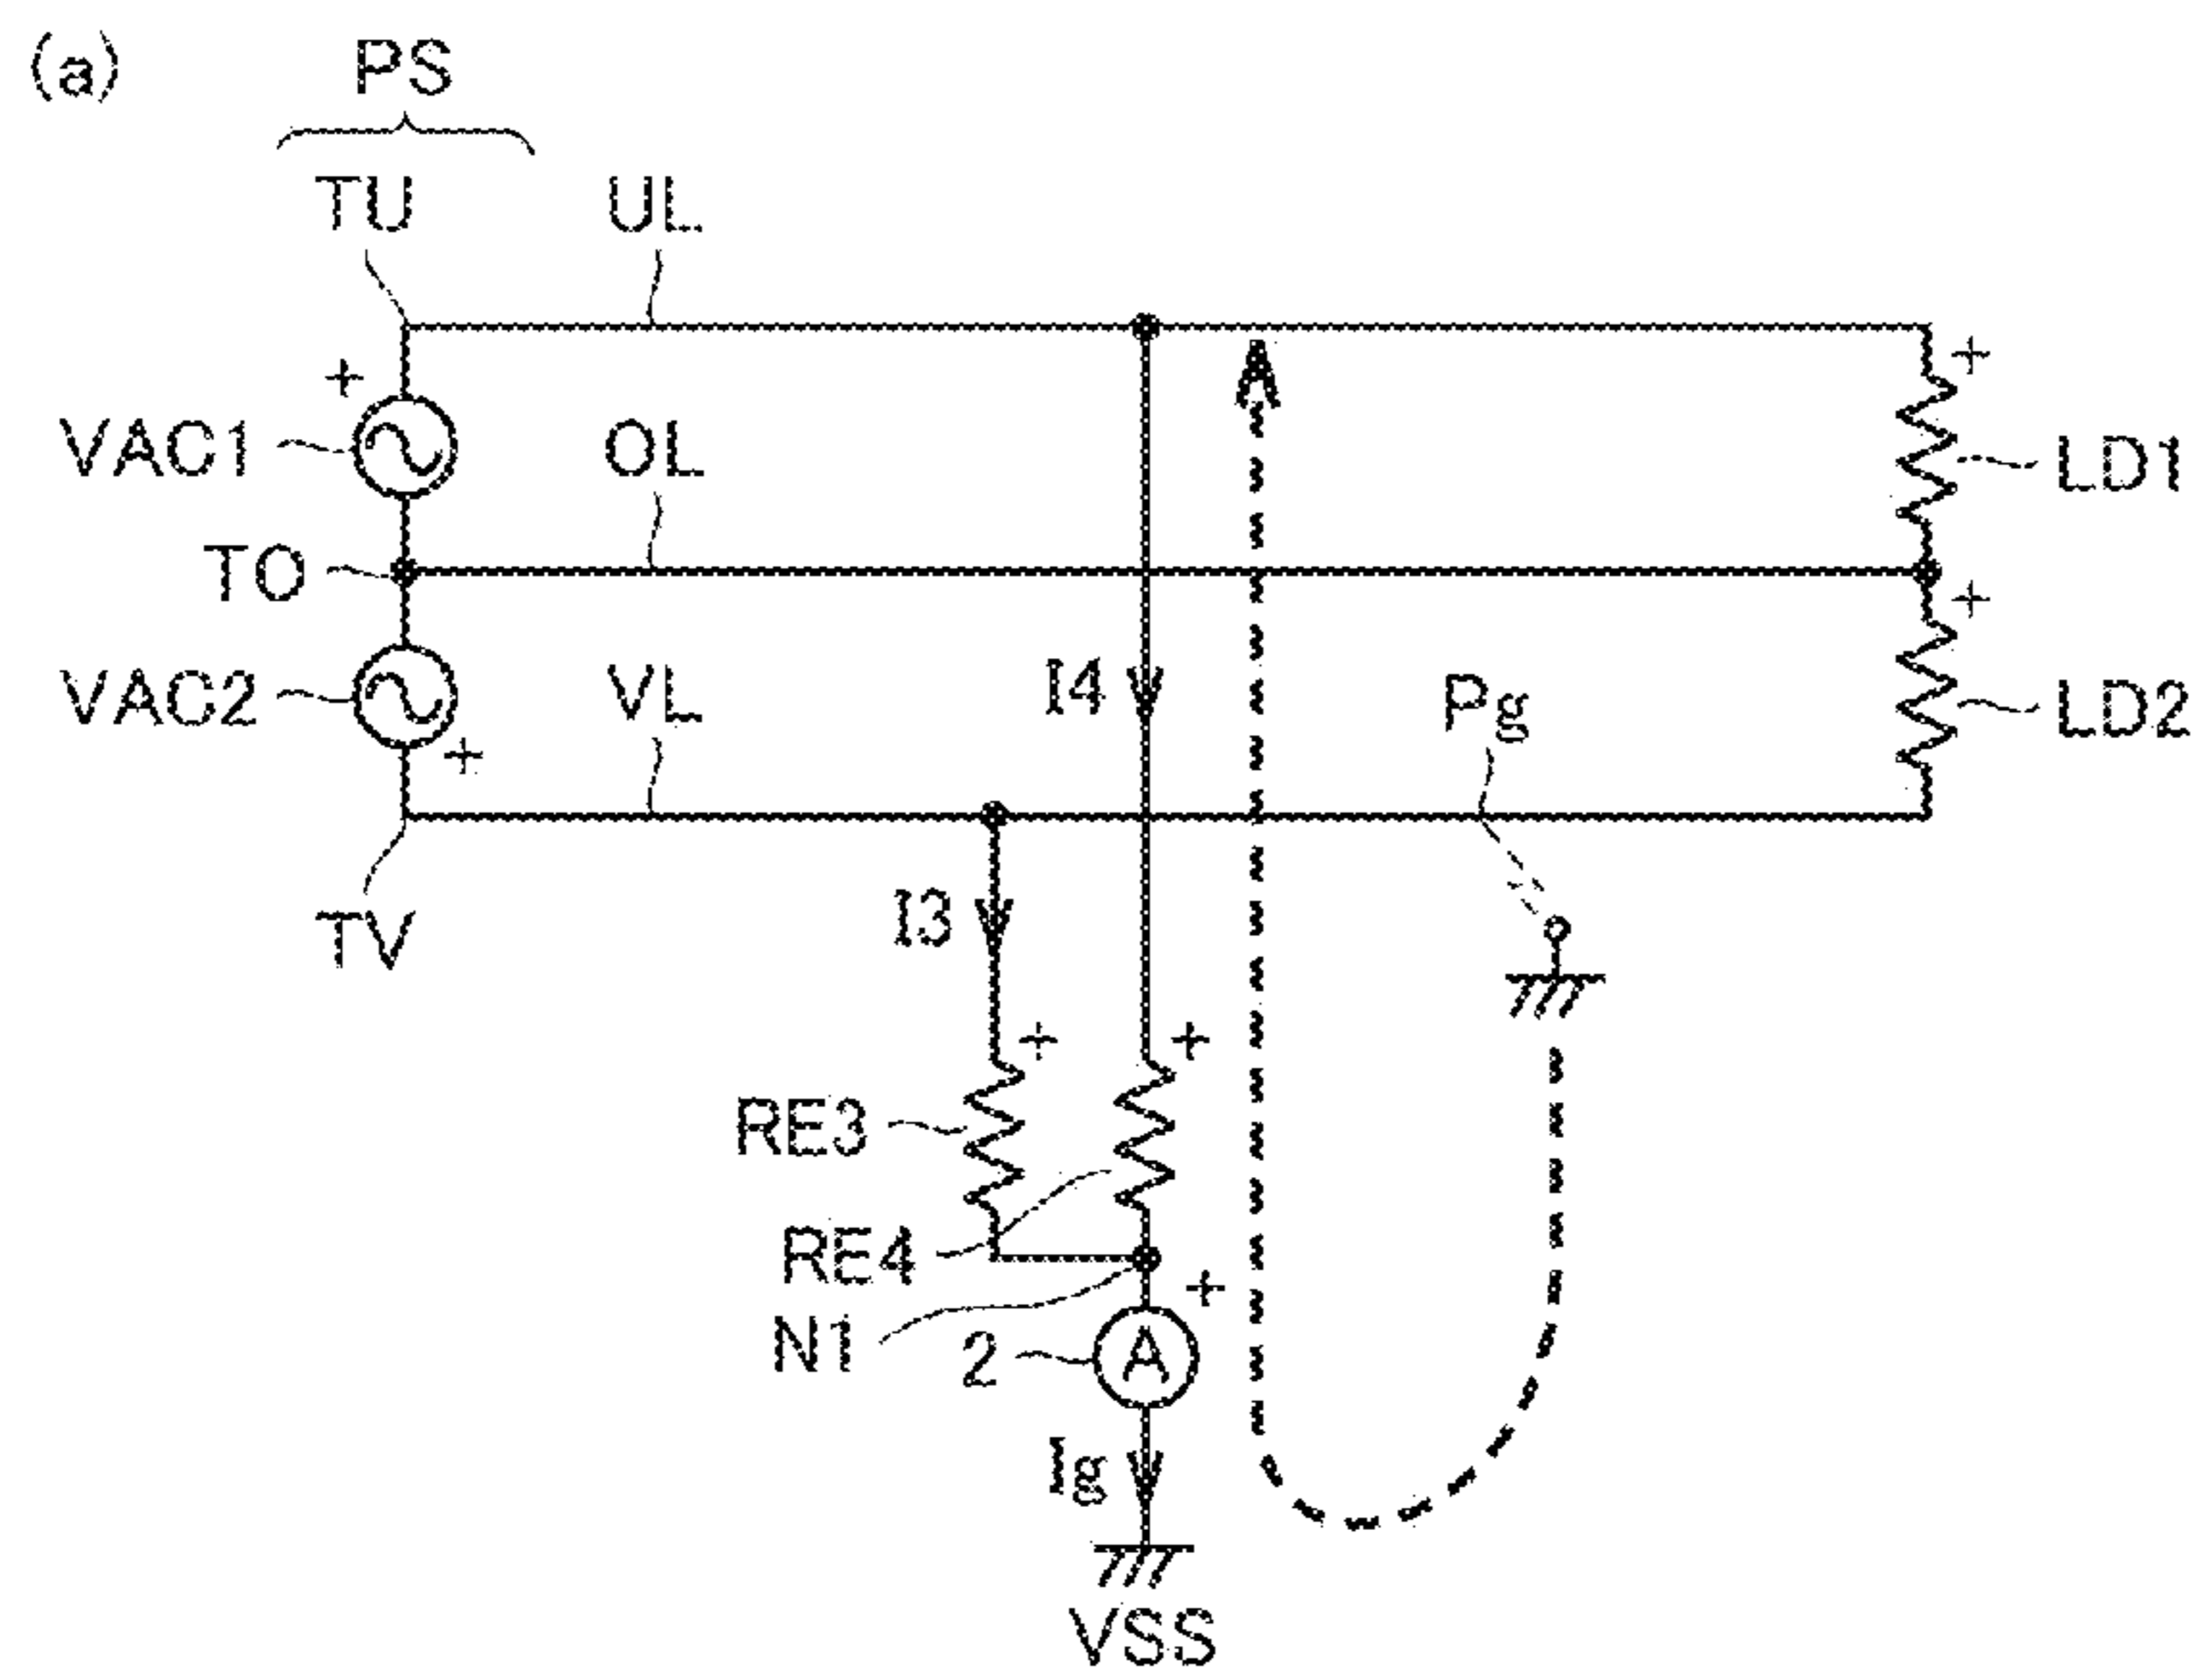 (a)
PS
TU
UL
+
+
VAC1
OL
LD1
TO
+
VAC2
VL
I4
Pg
LD2
+
I3
TV
+
+
RE3
RE4
+
N1
2
A
Ig
VSS